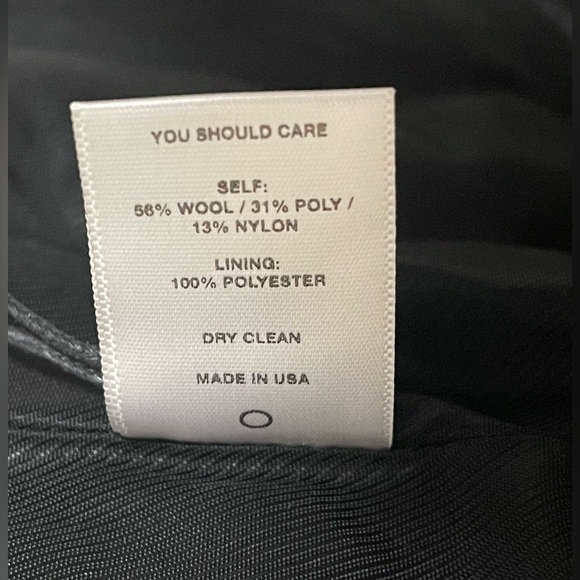 YOU SHOULD CARE
SELF:
56% WOOL / 31% POLY /
13% NYLON
LINING:
100% POLYESTER
DRY CLEAN
MADE IN USA
O